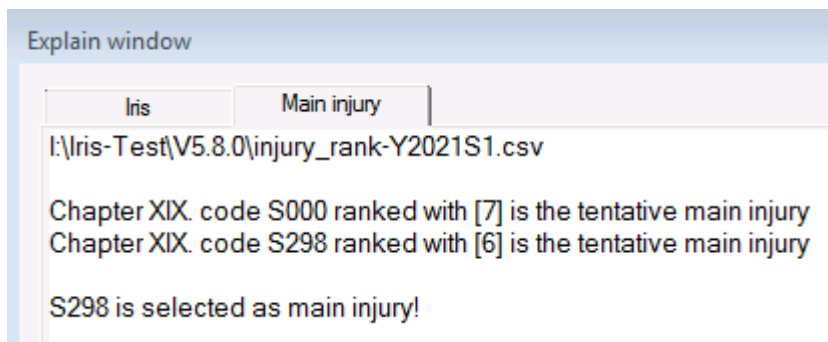 Explain window
Iris
Main injury
I:\Iris-Test\V5.8.0\injury_rank-Y2021S1.csv
Chapter XIX. code S000 ranked with [7] is the tentative main injury
Chapter XIX. code S298 ranked with [6] is the tentative main injury
S298 is selected as main injury!